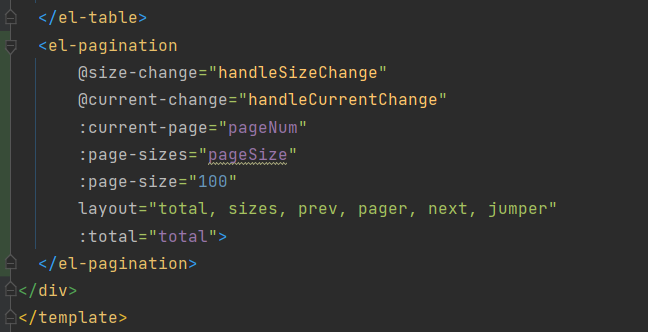 </el-table>
<el-pagination
@size-change="handleSizeChange"
@current-change="handleCurrentChange"
:current-page="pageNum"
:page-sizes="pageSize"
:page-size="100"
layout="total, sizes, prev, pager, next, jumper"
:total="total">
</el-pagination>
</div>
</template>